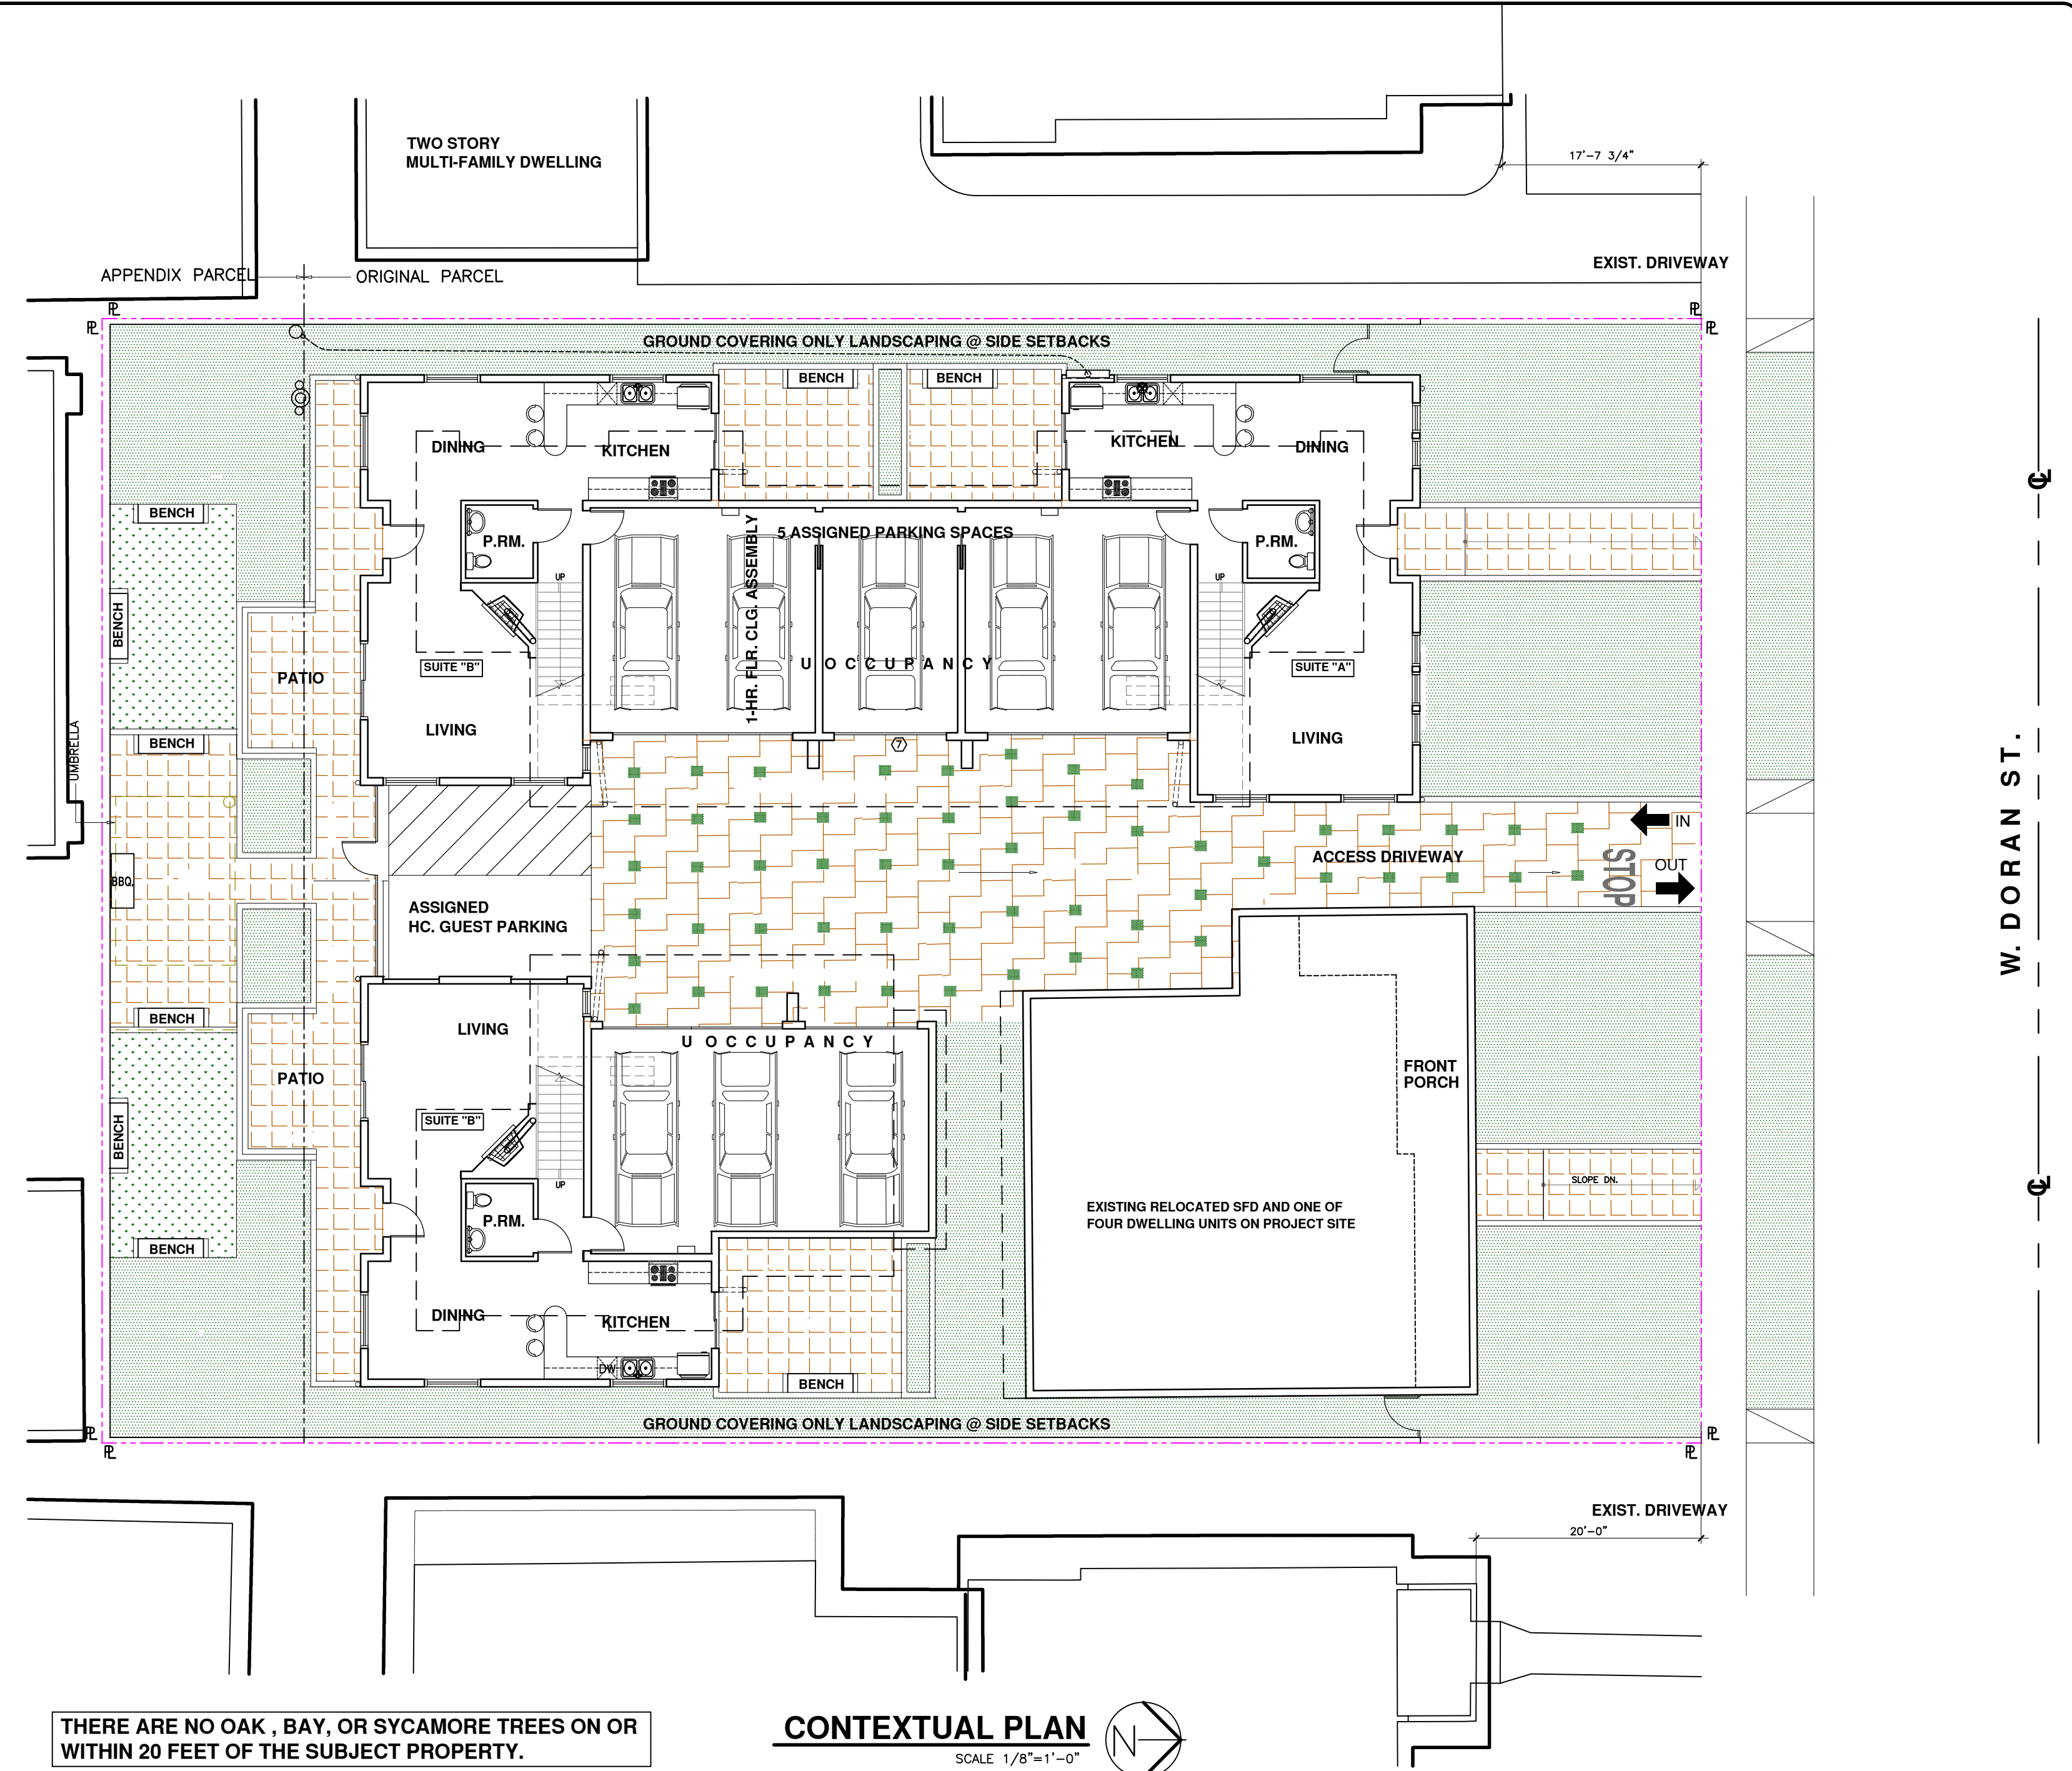 TWO STORY
MULTI-FAMILY DWELLING
17'-7 3/4"
EXIST. DRIVEWAY
APPENDIX PARCEL
ORIGINAL PARCEL
PL
PL
PL
PL
GROUND COVERING ONLY LANDSCAPING @ SIDE SETBACKS
BENCH
BENCH
DINING
KITCHEN
KITCHEN
DINING
BENCH
P.RM.
5 ASSIGNED PARKING SPACES
P.RM.
UP
UP
1-HR. FLR. CLG. ASSEMBLY
BENCH
U OCCUPANCY
SUITE "B"
SUITE "A"
PATIO
LIVING
LIVING
BENCH
7
UMBRELLA
IN
ACCESS DRIVEWAY
STOP
OUT
BBQ.
ASSIGNED
HC. GUEST PARKING
W. DORAN ST.
CL
CL
BENCH
LIVING
U OCCUPANCY
PATIO
FRONT
PORCH
SUITE "B"
BENCH
UP
SLOPE DN.
P.RM.
EXISTING RELOCATED SFD AND ONE OF
FOUR DWELLING UNITS ON PROJECT SITE
BENCH
DINING
KITCHEN
DW
BENCH
GROUND COVERING ONLY LANDSCAPING @ SIDE SETBACKS
PL
PL
PL
PL
EXIST. DRIVEWAY
20'-0"
THERE ARE NO OAK , BAY, OR SYCAMORE TREES ON OR
WITHIN 20 FEET OF THE SUBJECT PROPERTY.
CONTEXTUAL PLAN
SCALE 1/8"=1'-0"
N